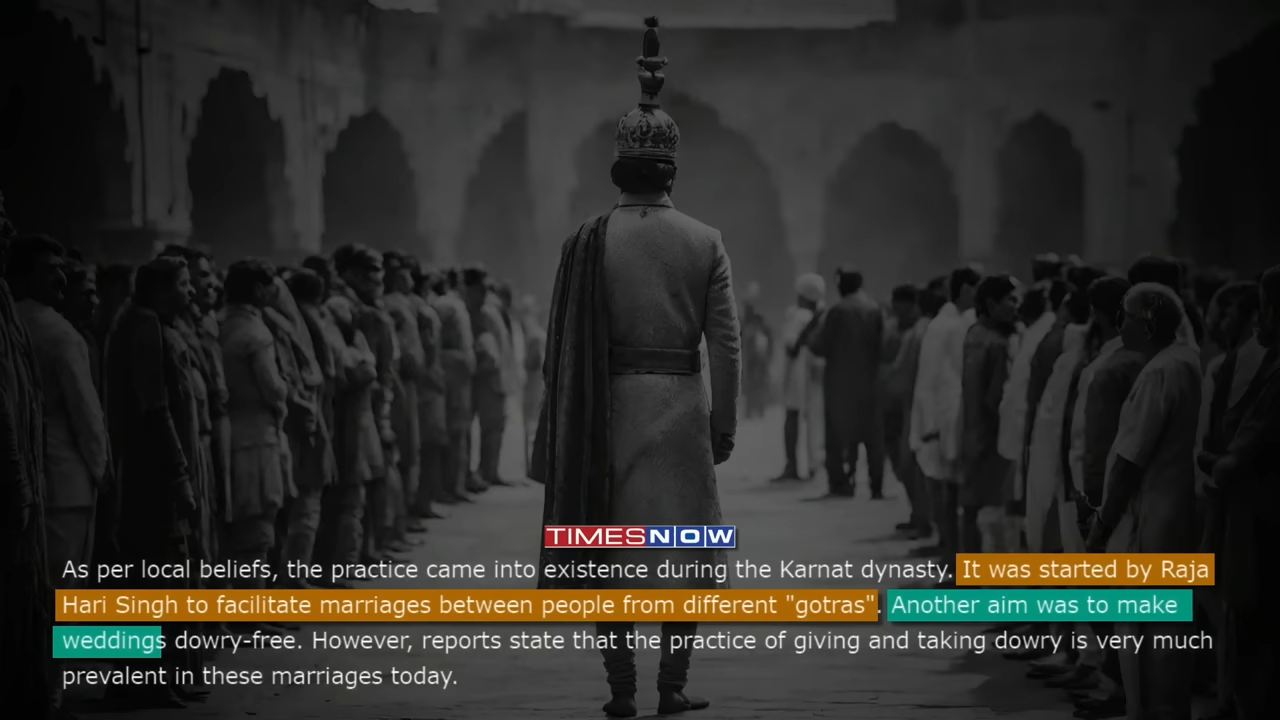 TIMES NOW
As per local beliefs, the practice came into existence during the Karnat dynasty. It was started by Raja
Hari Singh to facilitate marriages between people from different "gotras". Another aim was to make
weddings dowry-free. However, reports state that the practice of giving and taking dowry is very much
prevalent in these marriages today.